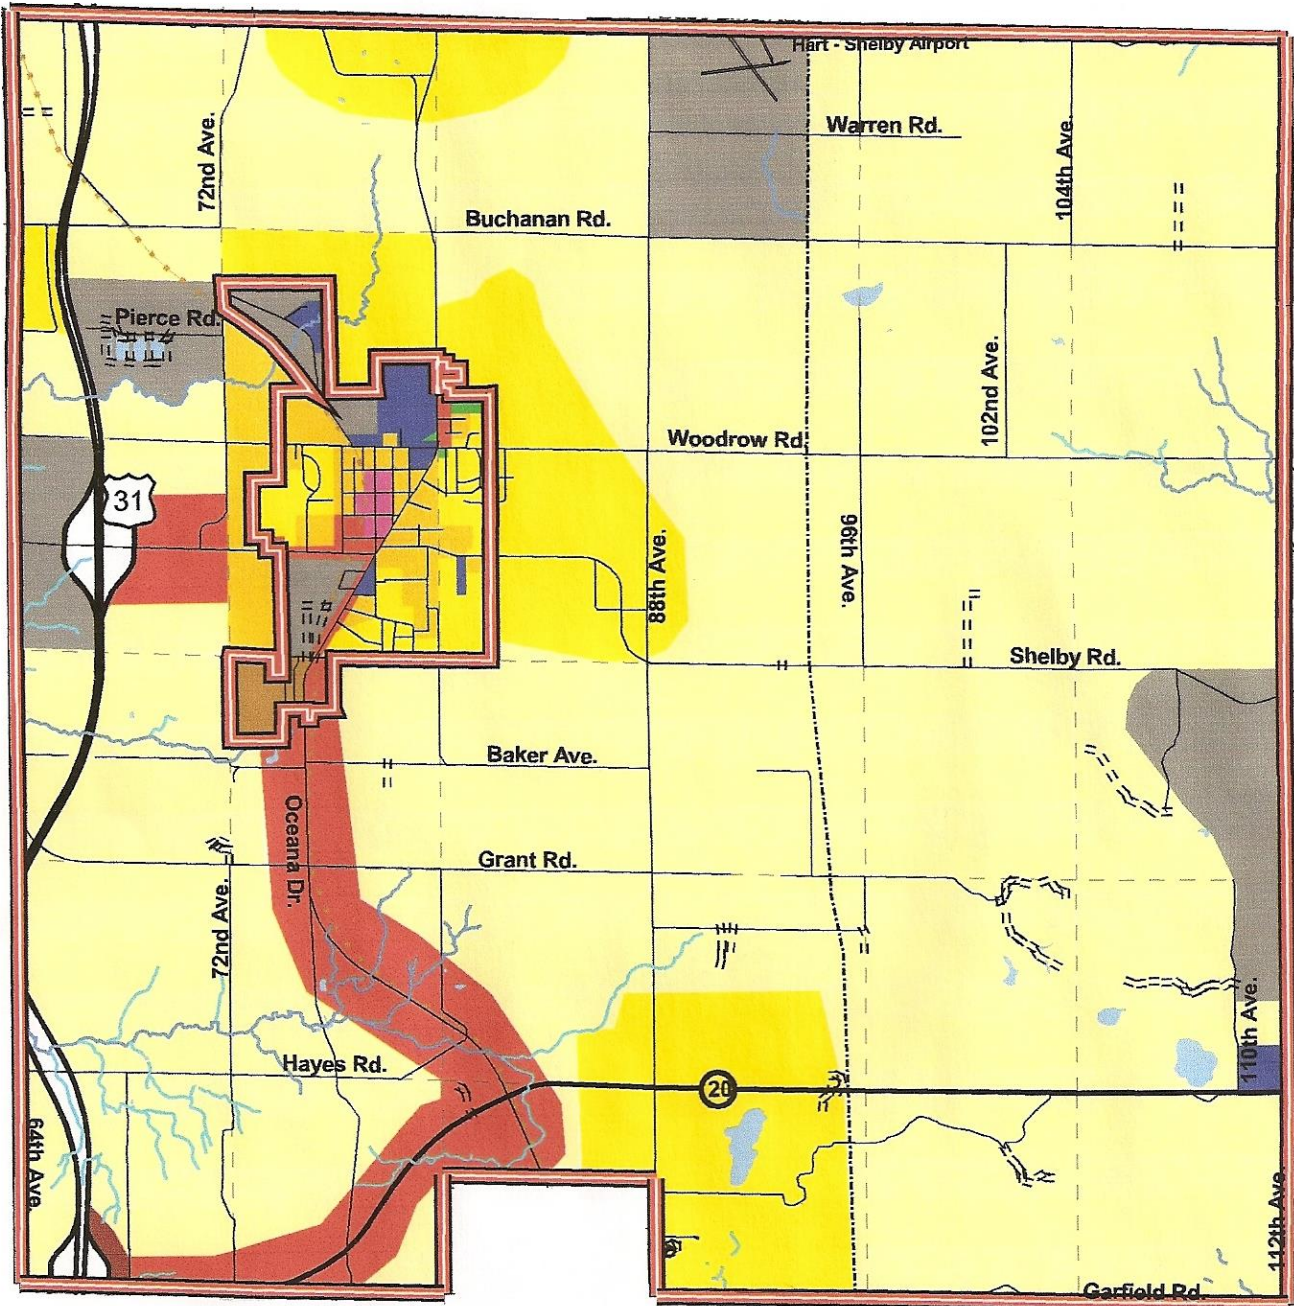 Hart - Shelby Airport
Warren Rd.
72nd Ave.
104th Ave.
Buchanan Rd.
Pierce Rd.
102nd Ave.
Woodrow Rd.
31
96th Ave.
88th Ave.
Shelby Rd.
Baker Ave.
Oceana Dr.
Grant Rd.
72nd Ave.
110th Ave.
Hayes Rd.
20
64th Ave.
112th Ave.
Garfield Rd.